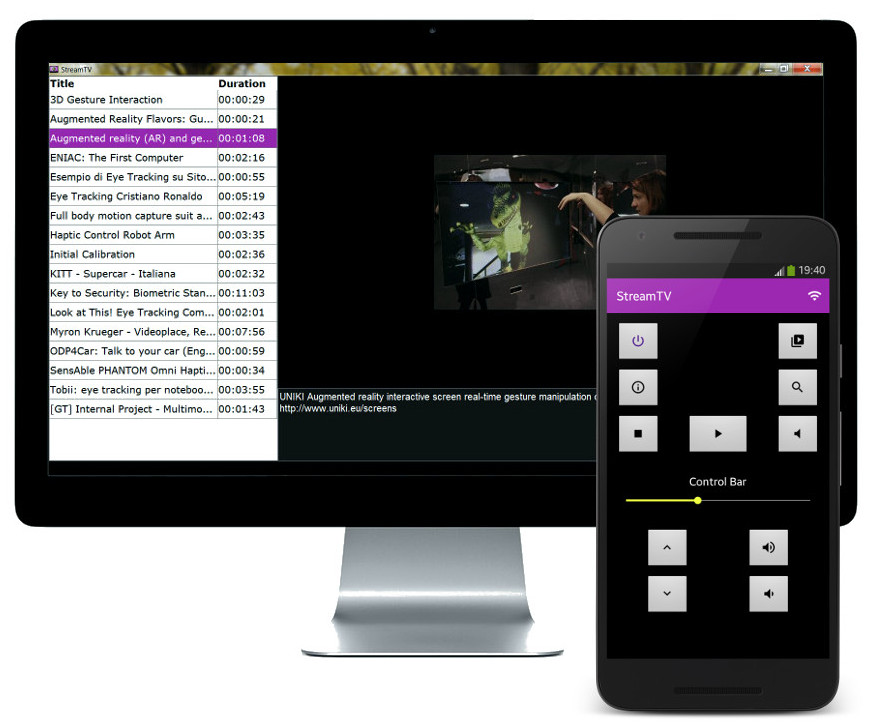 StreamTV
Title Duration
3D Gesture Interaction 00:00:29
Augmented Reality Flavors: Gu... 00:00:21
Augmented reality (AR) and ge... 00:01:08
ENIAC: The First Computer 00:02:16
Esempio di Eye Tracking su Sito... 00:00:55
Eye Tracking Cristiano Ronaldo 00:05:19
Full body motion capture suit a... 00:02:43
Haptic Control Robot Arm 00:03:35
Initial Calibration 00:02:36
KITT - Supercar - Italiana 00:02:32
Key to Security: Biometric Stan... 00:11:03
Look at This! Eye Tracking Com... 00:02:01
Myron Krueger - Videoplace, Re... 00:07:56
ODP4Car: Talk to your car (Eng... 00:00:59
SensAble PHANTOM Omni Hapti... 00:00:34
Tobii: eye tracking per noteboo... 00:03:55
[GT] Internal Project - Multimo... 00:01:43
UNIKI Augmented reality interactive screen real-time gesture manipulation
http://www.uniki.eu/screens
19:40
StreamTV
Control Bar